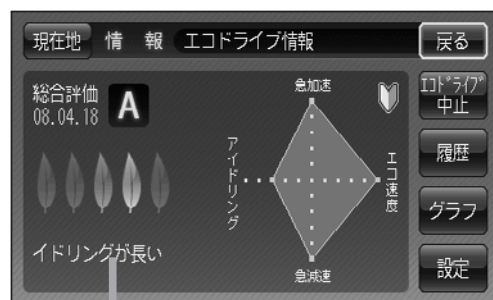 現在地 情 報 エコドライブ情報 戻る
総合評価
08.04.18 A
急加速
エコ速度
急減速
アイドリング
イドリングが長い
エコドライブ
中止
履歴
グラフ
設定